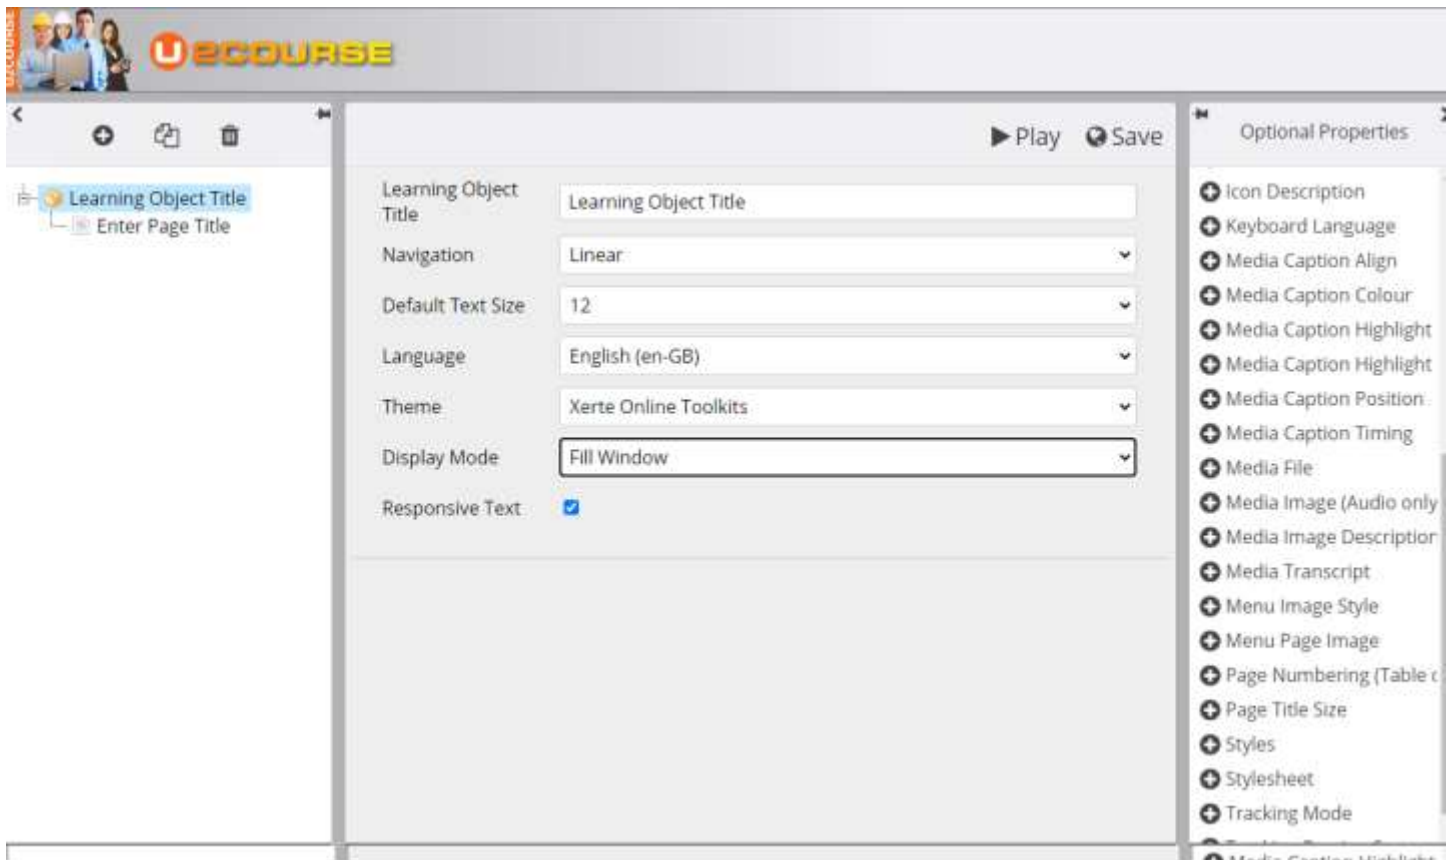 U2COURSE
U2COURSE
Play Save
Optional Properties
Learning Object Title
Enter Page Title
Learning Object
Title
Learning Object Title
Navigation
Linear
Default Text Size
12
Language
English (en-GB)
Theme
Xerte Online Toolkits
Display Mode
Fill Window
Responsive Text
Icon Description
Keyboard Language
Media Caption Align
Media Caption Colour
Media Caption Highlight
Media Caption Highlight
Media Caption Position
Media Caption Timing
Media File
Media Image (Audio only
Media Image Description
Media Transcript
Menu Image Style
Menu Page Image
Page Numbering (Table
Page Title Size
Styles
Stylesheet
Tracking Mode
Media Caption Highlight